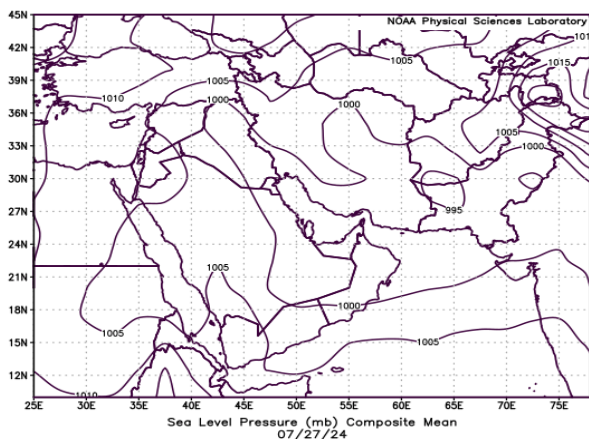 NOAA Physical Sciences Laboratory
45N
42N
39N
36N
33N
30N
27N
24N
21N
18N
15N
12N
1005
1015
1005
1010
1000
1000
1005
1000
995
1005
1000
1005
1005
1010
25E 30E 35E 40E 45E 50E 55E 60E 65E 70E 75E
Sea Level Pressure (mb) Composite Mean
07/27/24